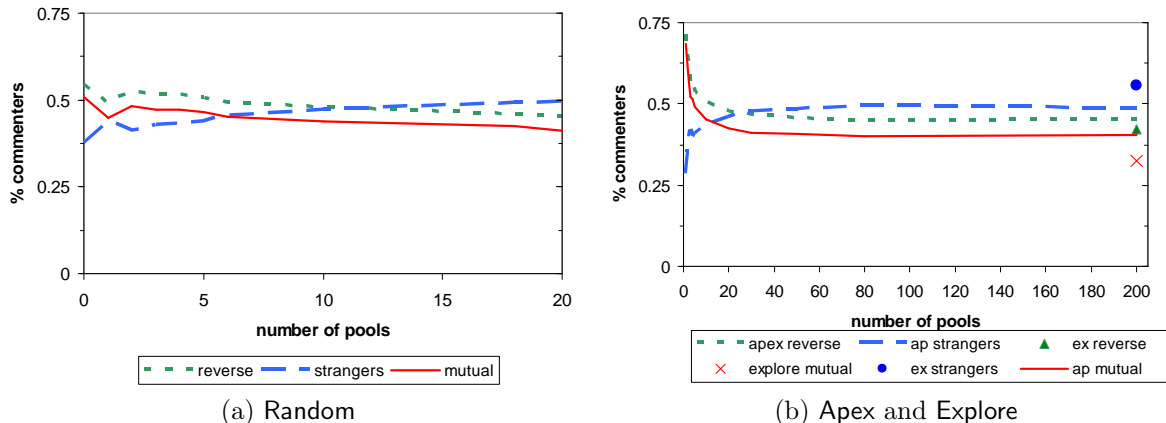 0.75
0.5
0.25
0
% commenters
0 5 10 15 20
number of pools
reverse strangers mutual
(a) Random
0.75
0.5
0.25
0
% commenters
0 20 40 60 80 100 120 140 160 180 200
number of pools
apex reverse ap strangers ex reverse
explore mutual ex strangers ap mutual
(b) Apex and Explore